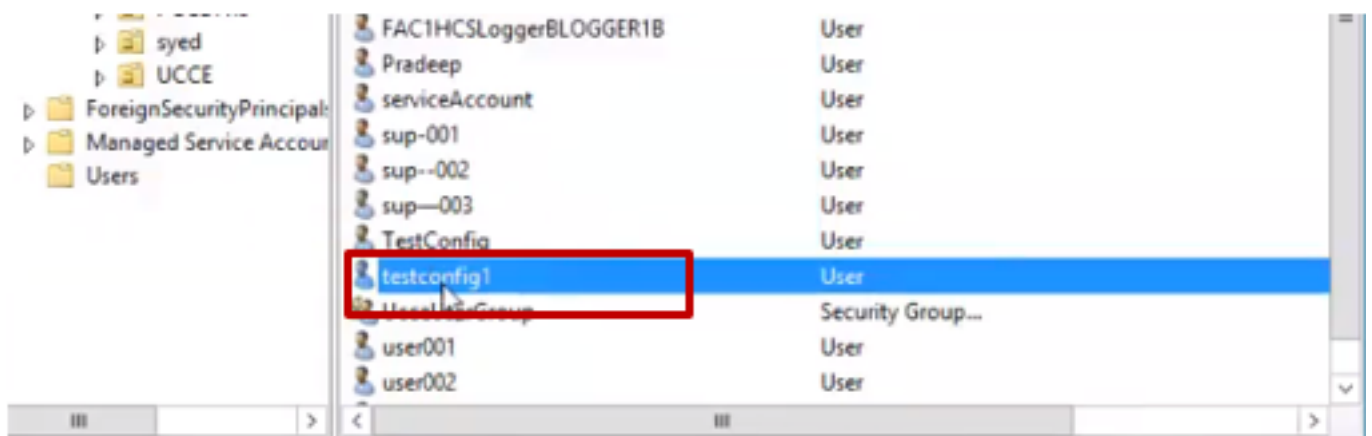 syed
UCCE
ForeignSecurityPrincipal:
Managed Service Accour
Users
FAC1HCSLoggerBLOGGER1B User
Pradeep User
serviceAccount User
sup-001 User
sup--002 User
sup—003 User
TestConfig User
testconfig1 User
Security Group...
user001 User
user002 User